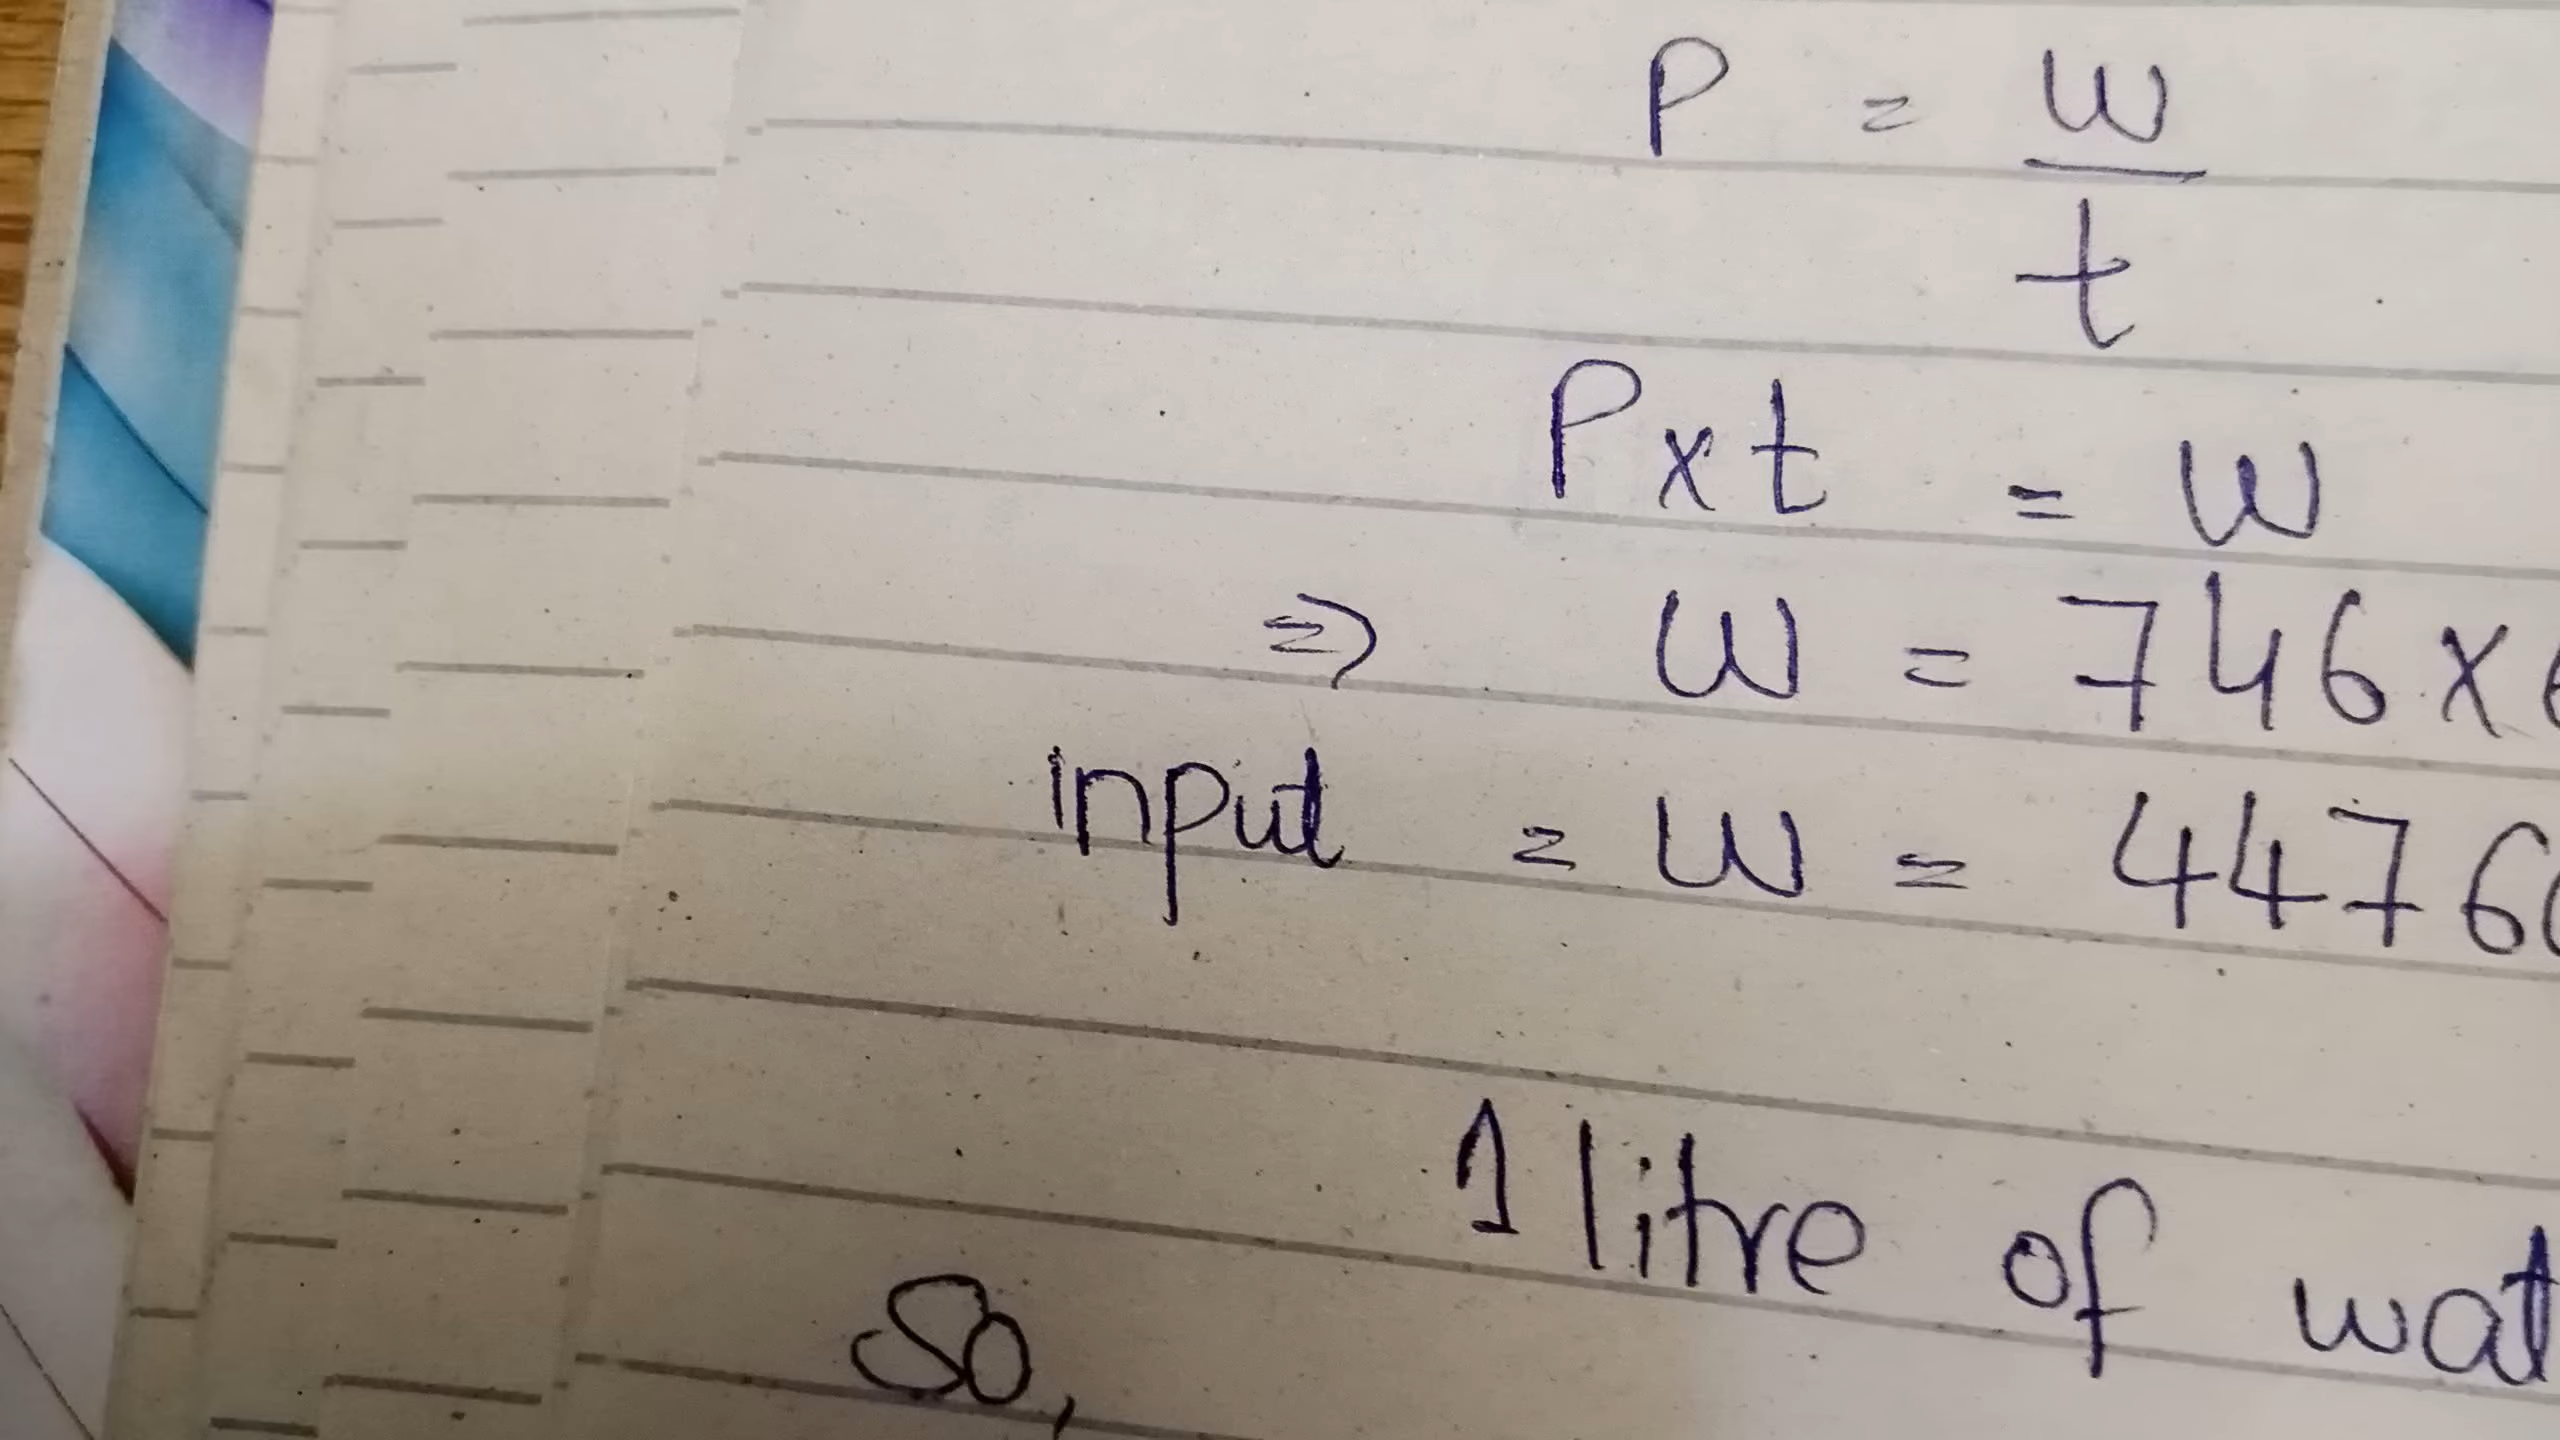 P = W
t
P x t = W
=> W = 746 x
input = W = 4476
1 litre of wat
So,